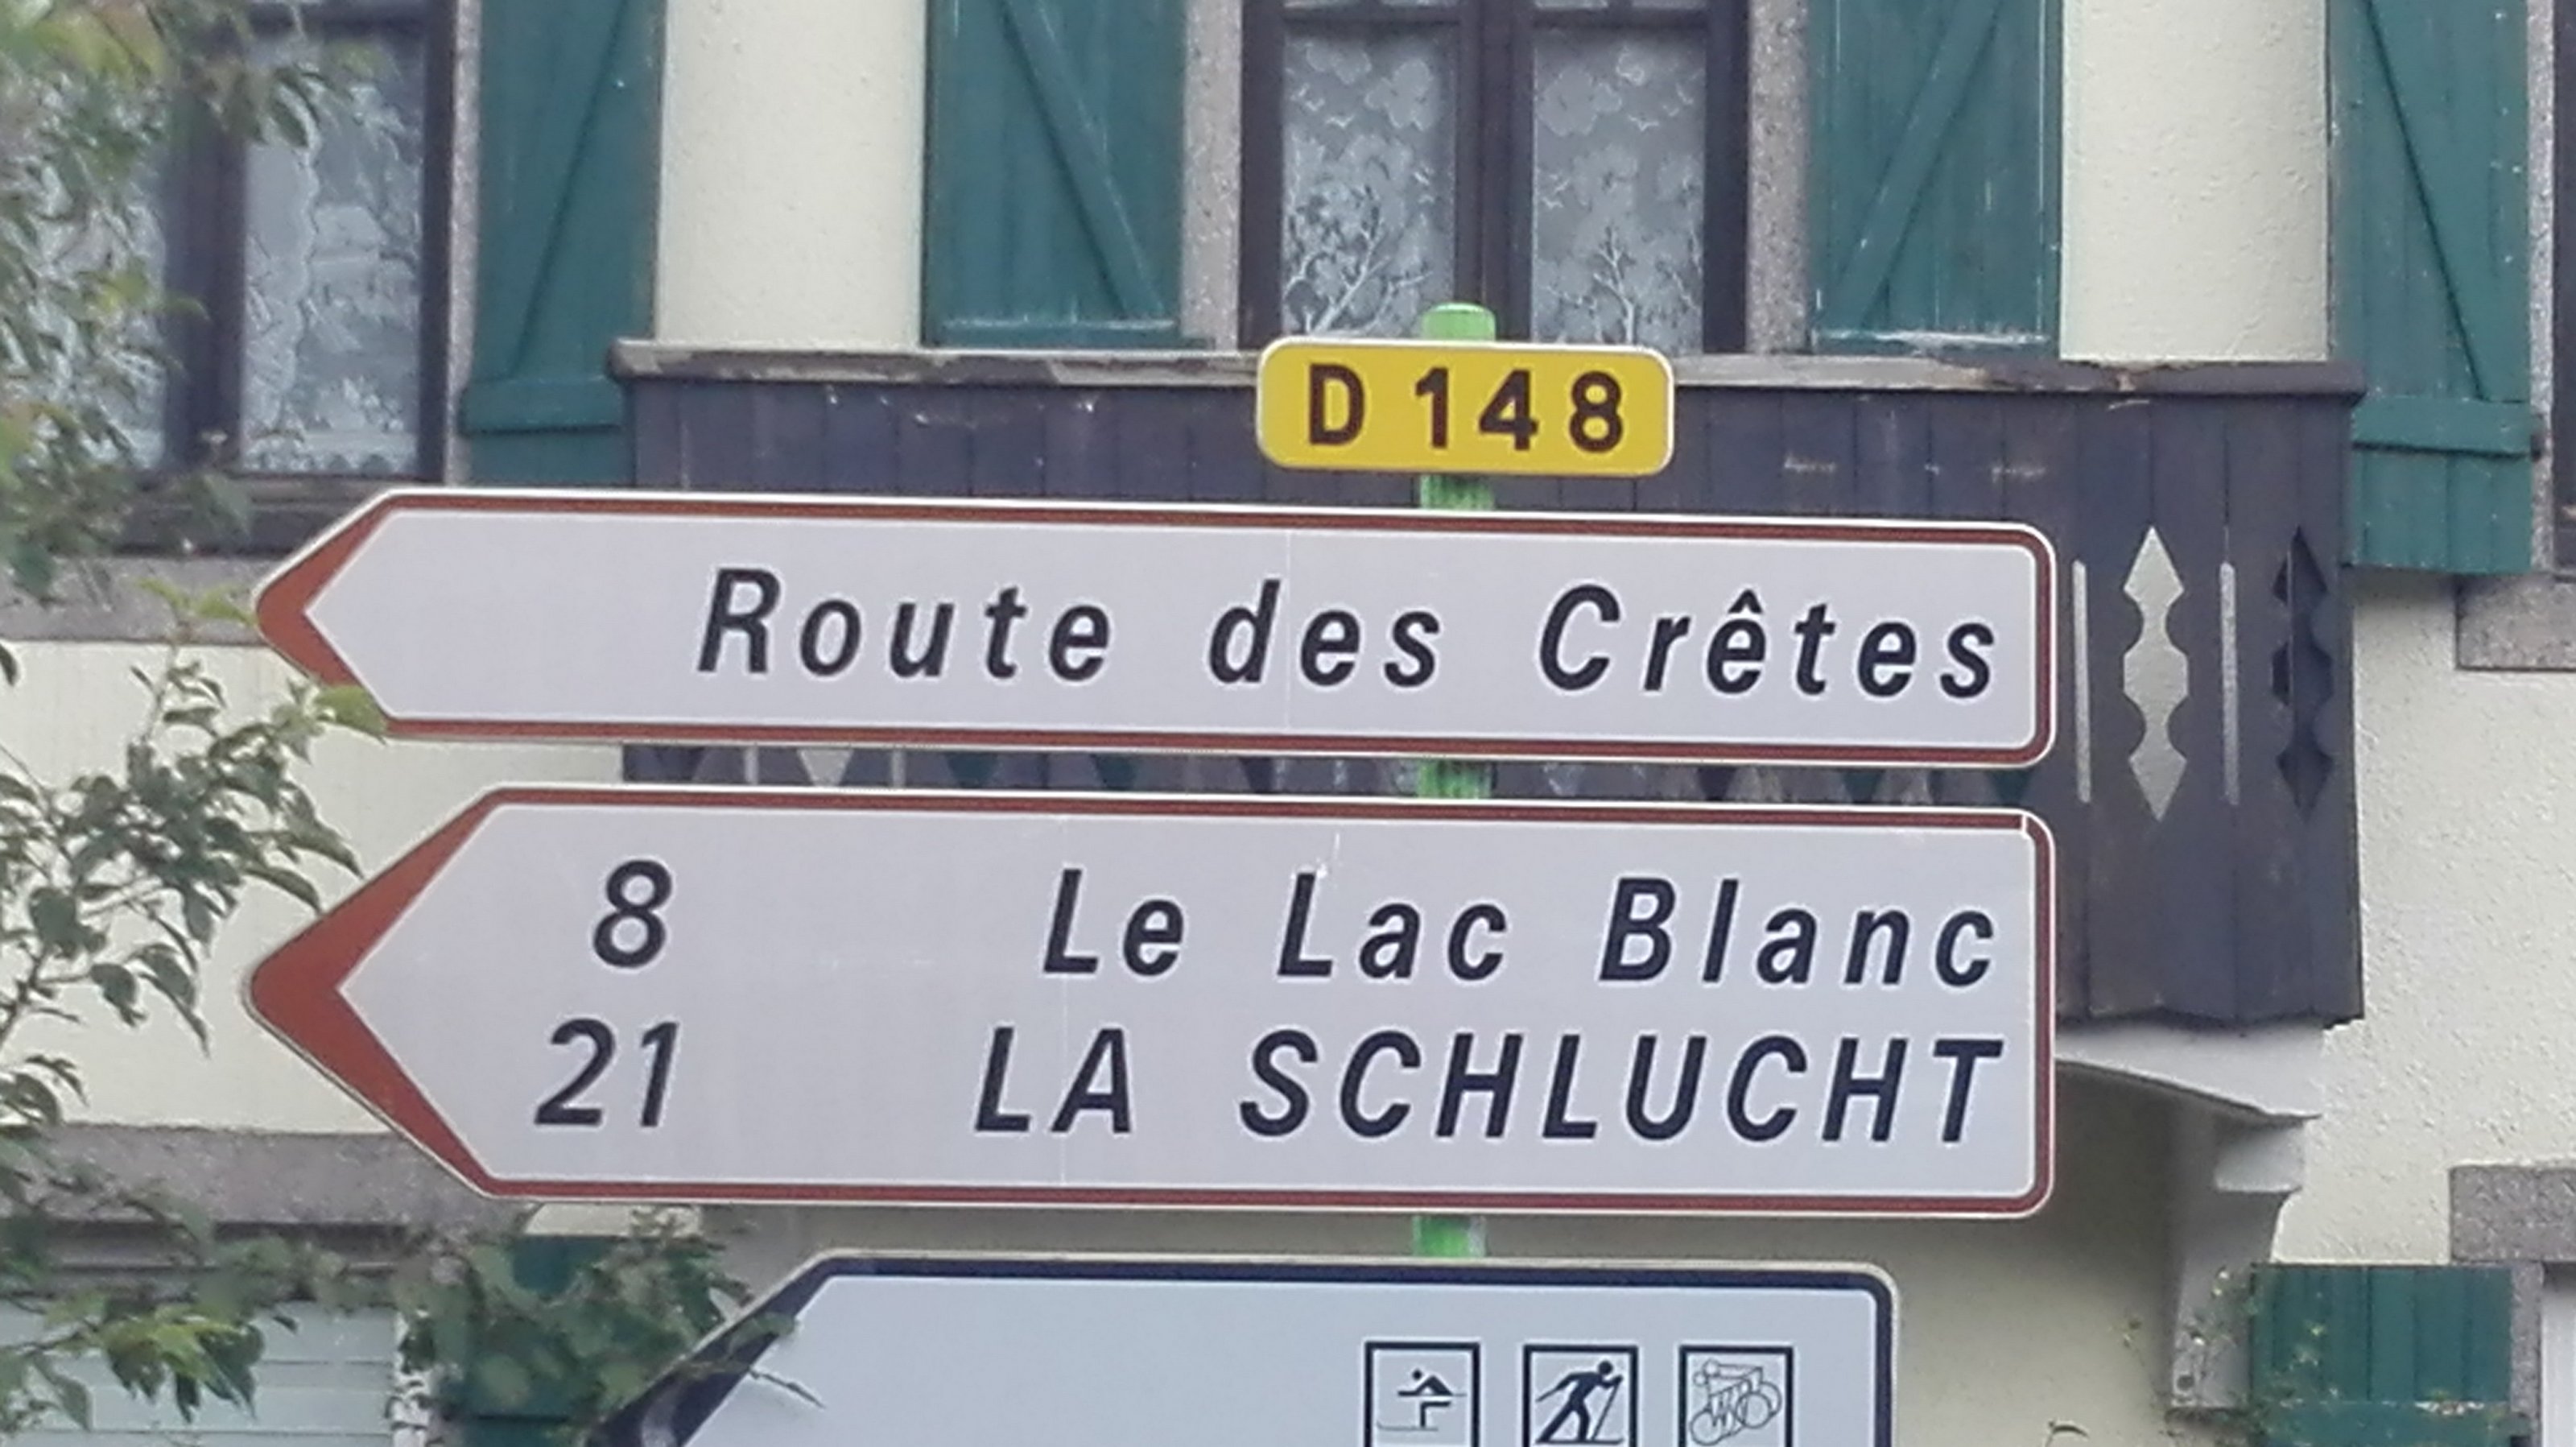 D 148
Route des Crêtes
8 Le Lac Blanc
21 LA SCHLUCHT